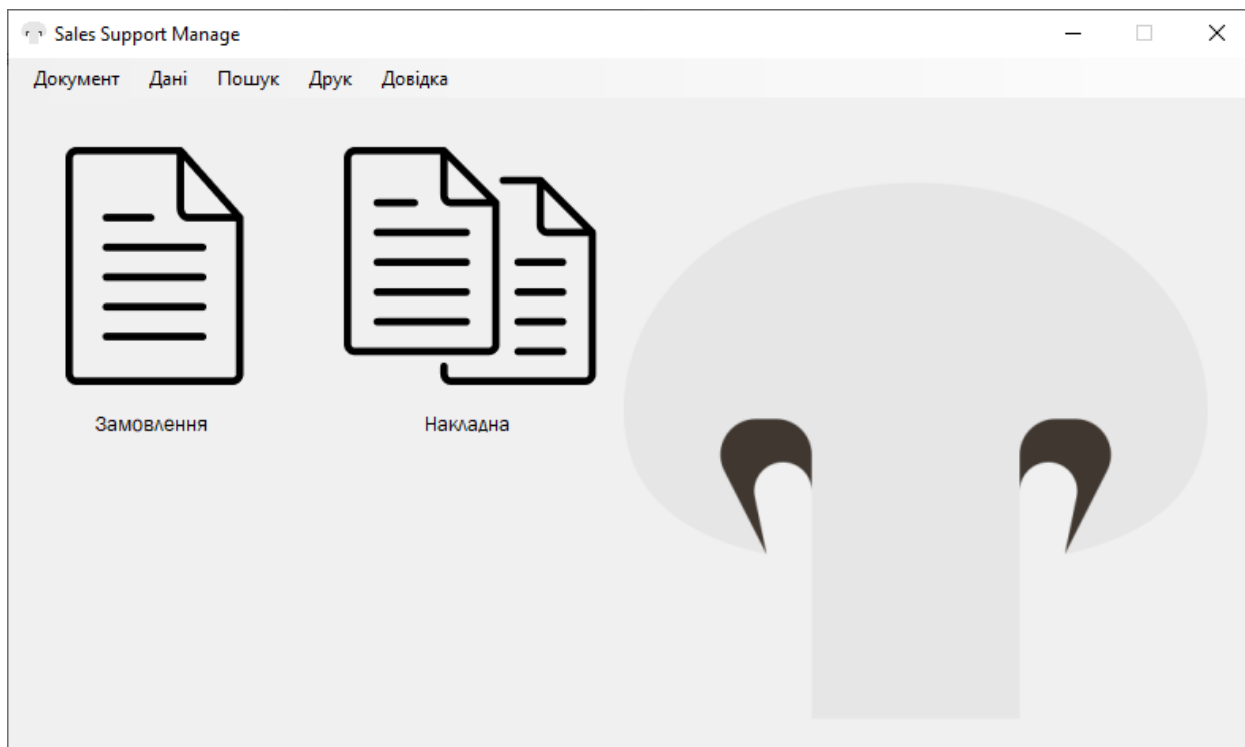 Sales Support Manage
Документ Дані Пошук Друк Довідка
Замовлення Накладна